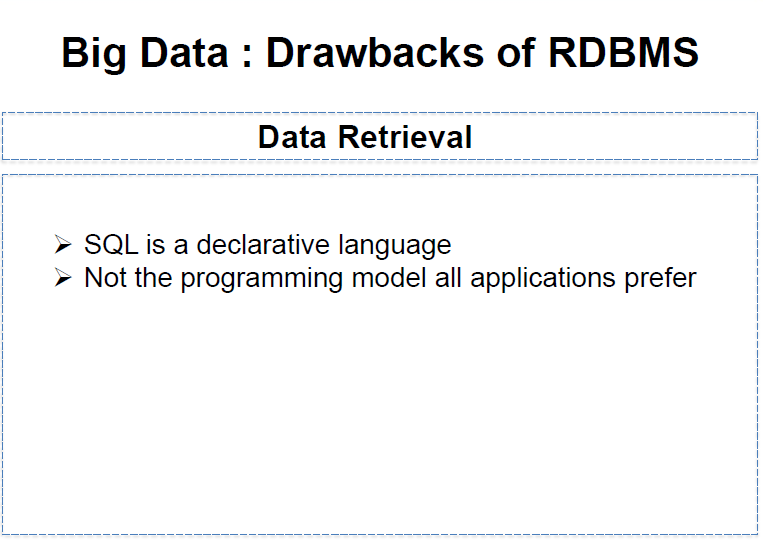 Big Data : Drawbacks of RDBMS
Data Retrieval
➢ SQL is a declarative language
➢ Not the programming model all applications prefer